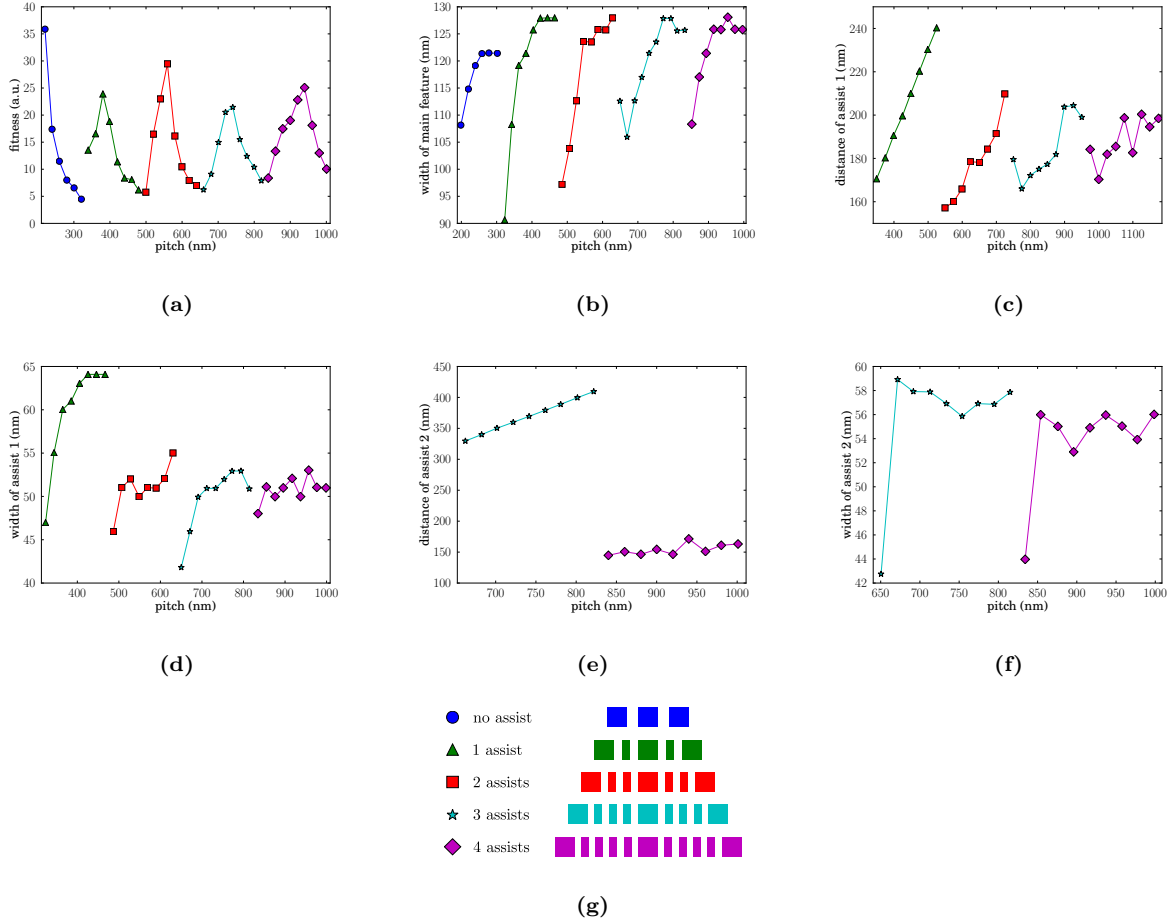 fitness (a.u.)
40
35
30
25
20
15
10
5
0
300 400 500 600 700 800 900 1000
pitch (nm)
(a)
width of main feature (nm)
130
125
120
115
110
105
100
95
90
200 300 400 500 600 700 800 900 1000
pitch (nm)
(b)
distance of assist 1 (nm)
240
220
200
180
160
400 500 600 700 800 900 1000 1100
pitch (nm)
(c)
width of assist 1 (nm)
65
60
55
50
45
40
400 500 600 700 800 900 1000
pitch (nm)
(d)
distance of assist 2 (nm)
450
400
350
300
250
200
150
100
700 750 800 850 900 950 1000
pitch (nm)
(e)
width of assist 2 (nm)
60
58
56
54
52
50
48
46
44
42
650 700 750 800 850 900 950 1000
pitch (nm)
(f)
no assist
1 assist
2 assists
3 assists
4 assists
(g)